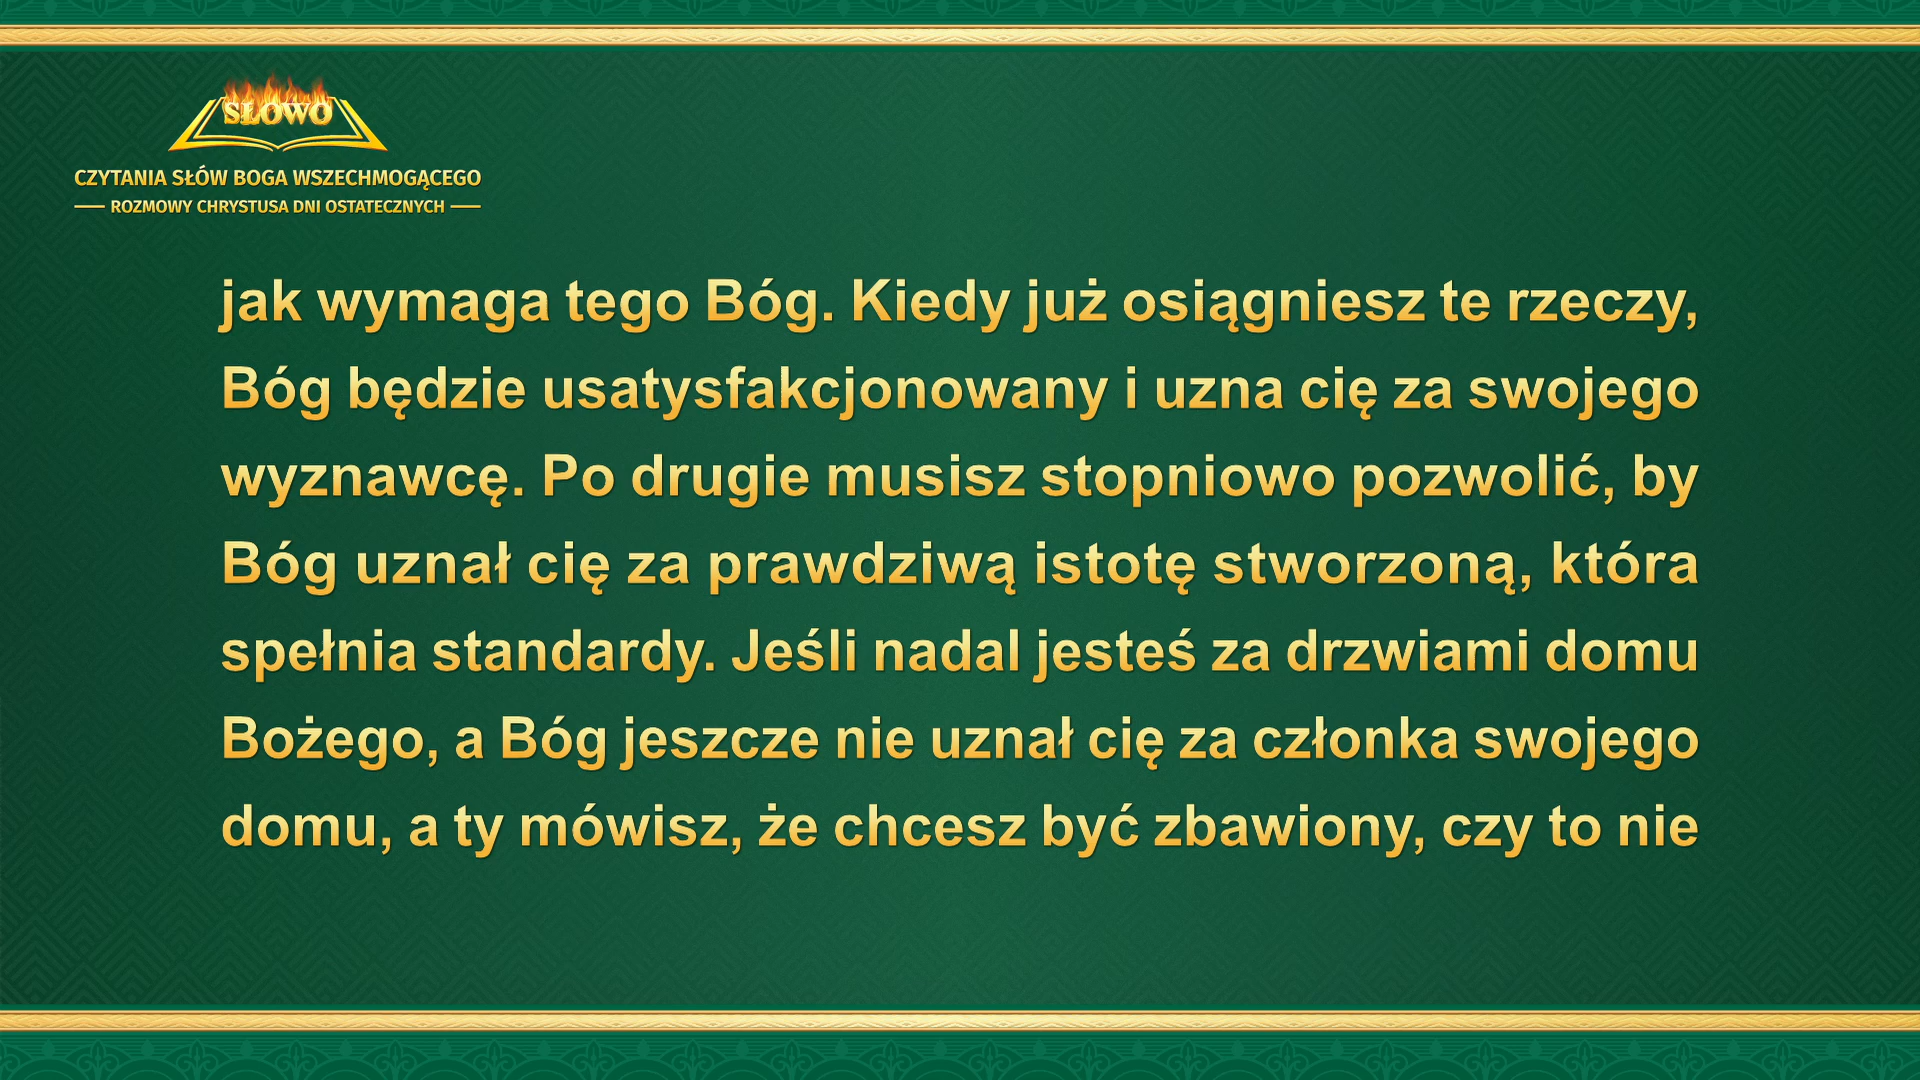 SŁOWO
CZYTANIA SŁÓW BOGA WSZECHMOGĄCEGO
ROZMOWY CHRYSTUSA DNI OSTATECZNYCH
jak wymaga tego Bóg. Kiedy już osiągniesz te rzeczy,
Bóg będzie usatysfakcjonowany i uzna cię za swojego
wyznawcę. Po drugie musisz stopniowo pozwolić, by
Bóg uznał cię za prawdziwą istotę stworzoną, która
spełnia standardy. Jeśli nadal jesteś za drzwiami domu
Bożego, a Bóg jeszcze nie uznał cię za członka swojego
domu, a ty mówisz, że chcesz być zbawiony, czy to nie